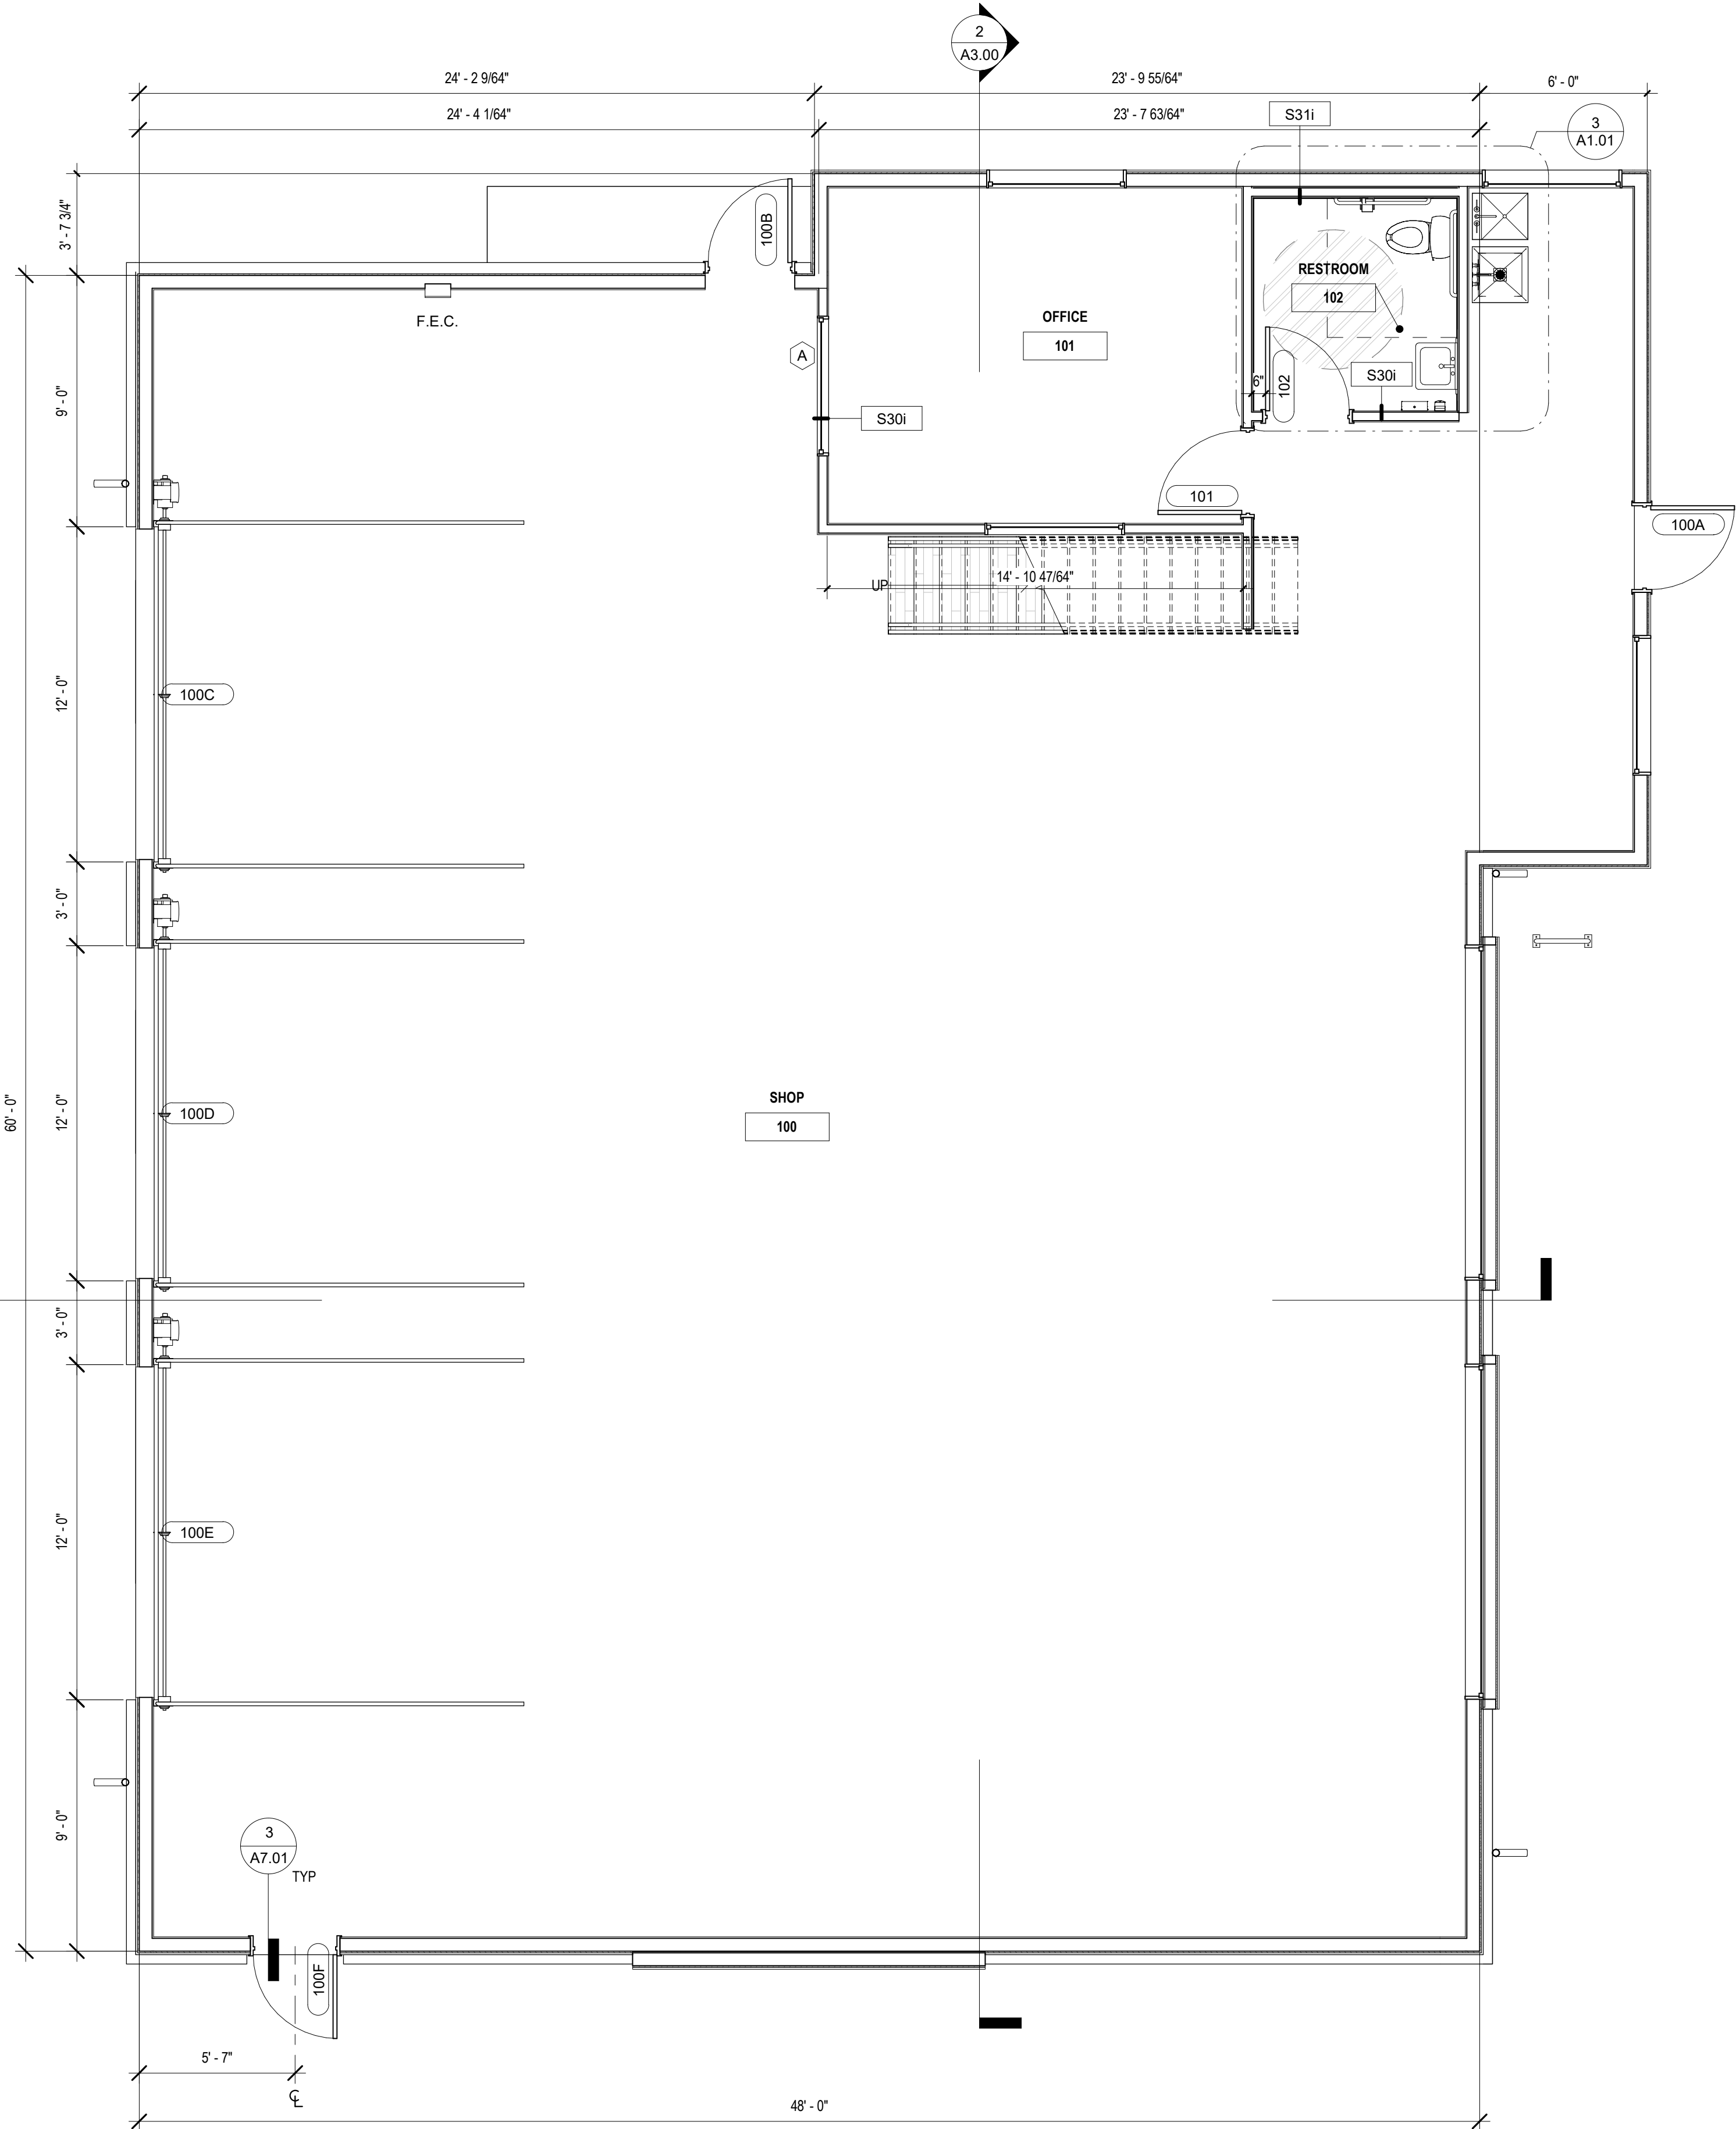 2
A3.00
24' - 2 9/64"
23' - 9 55/64"
6' - 0"
24' - 4 1/64"
23' - 7 63/64"
S31i
3
A1.01
3' - 7 3/4"
100B
RESTROOM
102
F.E.C.
OFFICE
101
A
9' - 0"
6"
102
S30i
S30i
101
100A
UP
14' - 10 47/64"
12' - 0"
100C
3' - 0"
60' - 0"
12' - 0"
100D
SHOP
100
3' - 0"
12' - 0"
100E
9' - 0"
3
A7.01
TYP
100F
5' - 7"
℄
48' - 0"